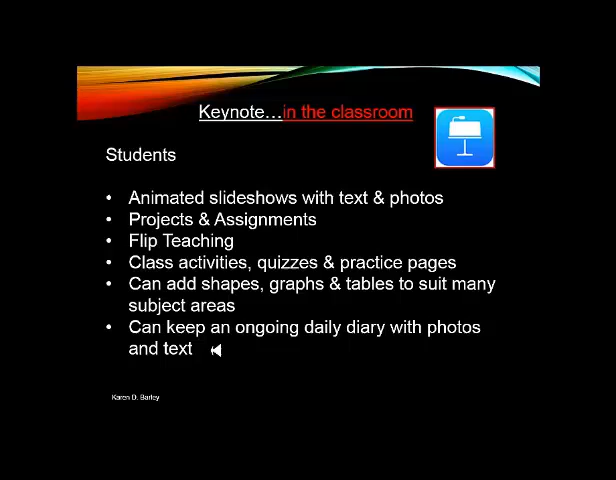 Keynote...in the classroom
Students
• Animated slideshows with text & photos
• Projects & Assignments
• Flip Teaching
• Class activities, quizzes & practice pages
• Can add shapes, graphs & tables to suit many
subject areas
• Can keep an ongoing daily diary with photos
and text
Karen D. Barley